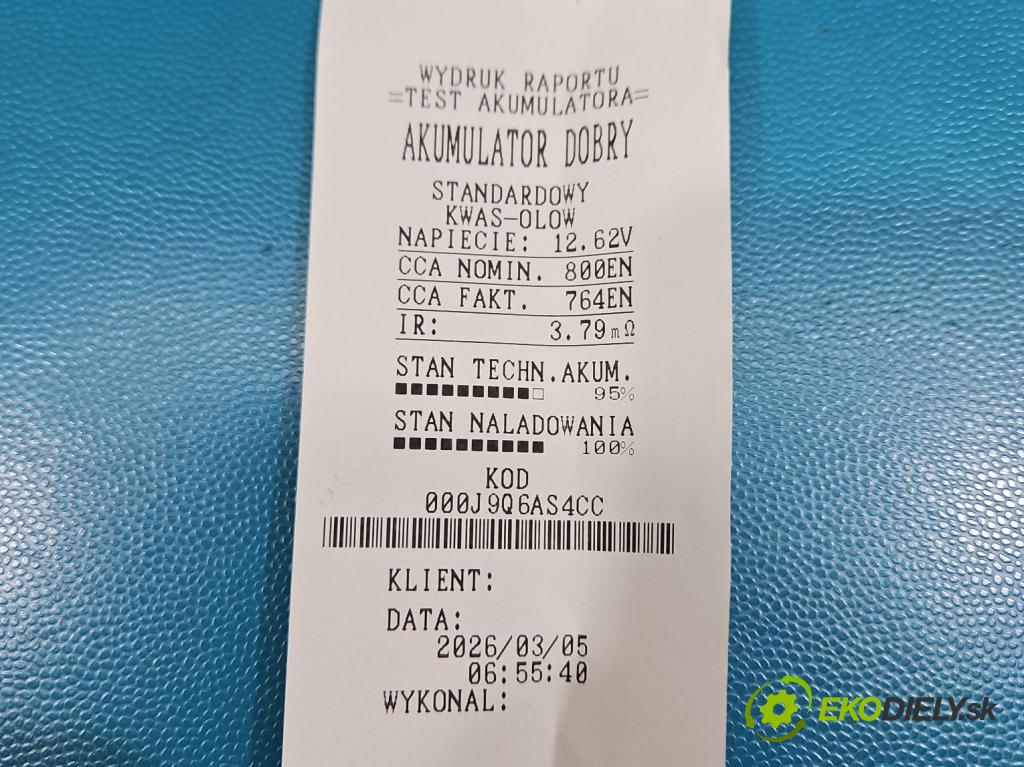 WYDRUK RAPORTU
=TEST AKUMULATORA=
AKUMULATOR DOBRY
STANDARDOWY
KWAS-OLOW
NAPIECIE: 12.62V
CCA NOMIN. 800EN
CCA FAKT. 764EN
IR: 3.79mΩ
STAN TECHN.AKUM.
95%
STAN NALADOWANIA
100%
KOD
000J9Q6AS4CC
KLIENT:
DATA:
2026/03/05
06:55:40
WYKONAL:
EKODIELY.sk